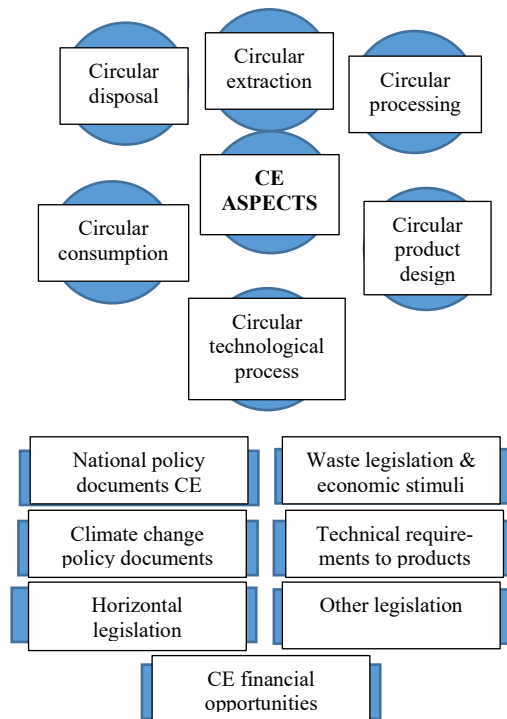 Circular
disposal
Circular
extraction
Circular
processing
CE
ASPECTS
Circular
consumption
Circular
product
design
Circular
technological
process
National policy
documents CE
Waste legislation &
economic stimuli
Climate change
policy documents
Technical require-
ments to products
Horizontal
legislation
Other legislation
CE financial
opportunities